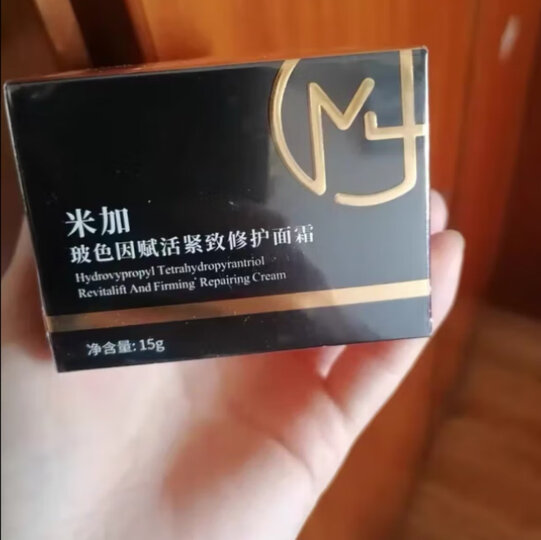 米加
玻色因赋活紧致修护面霜
Hydrovypropyl Tetrahydropyrantriol
Revitalift And Firming Repairing Cream
净含量: 15g